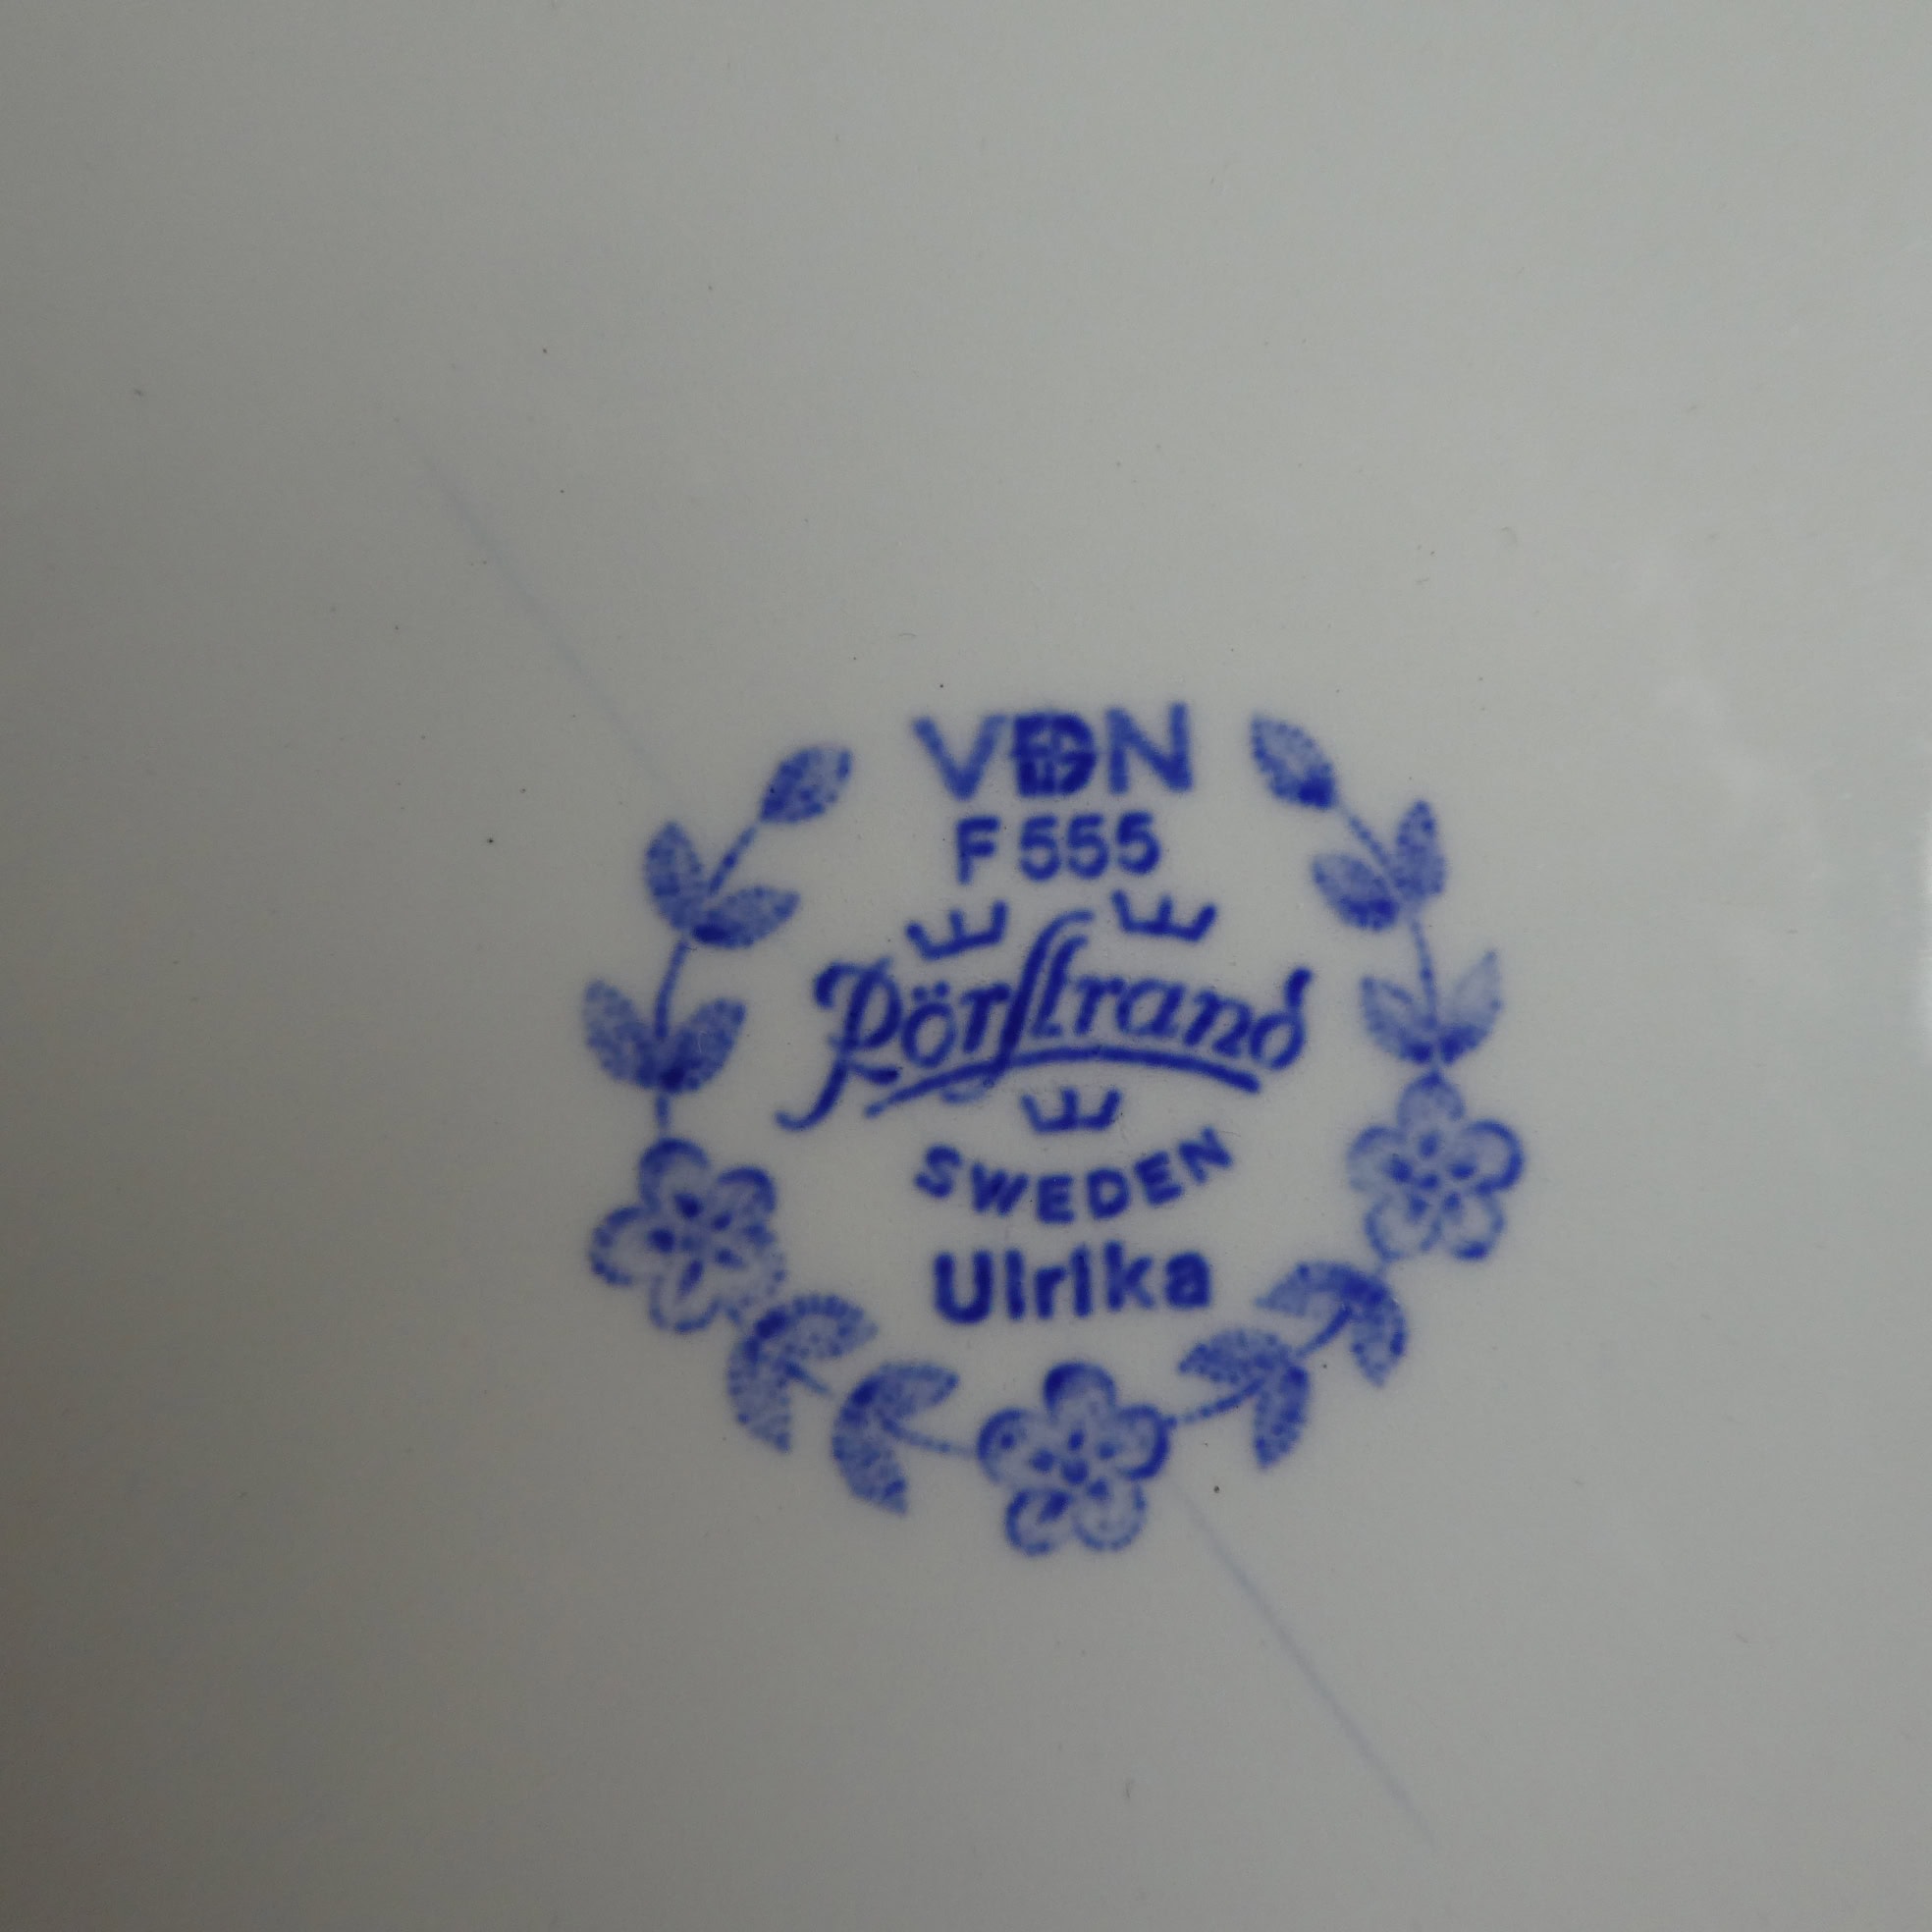 VDN
F 555
Rörstrand
SWEDEN
Ulrika